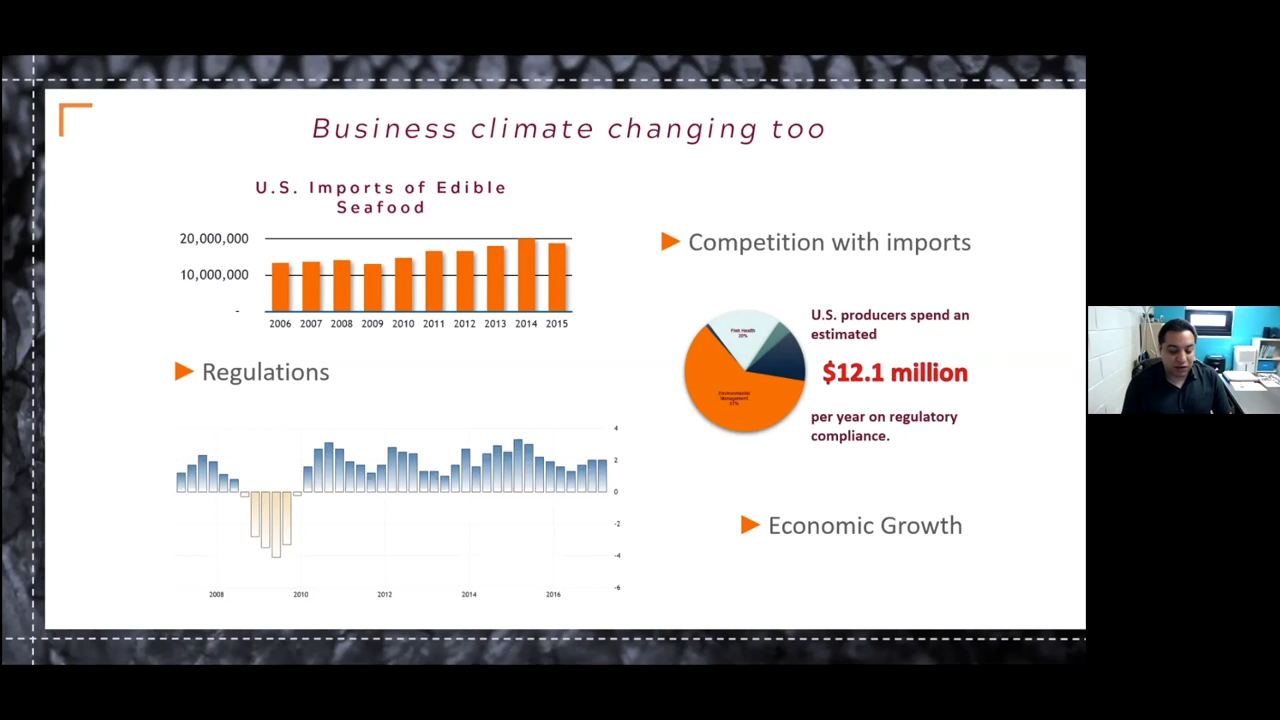 Business climate changing too
U.S. Imports of Edible
Seafood
20,000,000
10,000,000
-
2006 2007 2008 2009 2010 2011 2012 2013 2014 2015
Competition with imports
U.S. producers spend an
estimated
$12.1 million
per year on regulatory
compliance.
Environmental
Management
Regulations
4
2
0
-2
-4
-6
2008 2010 2012 2014 2016
Economic Growth